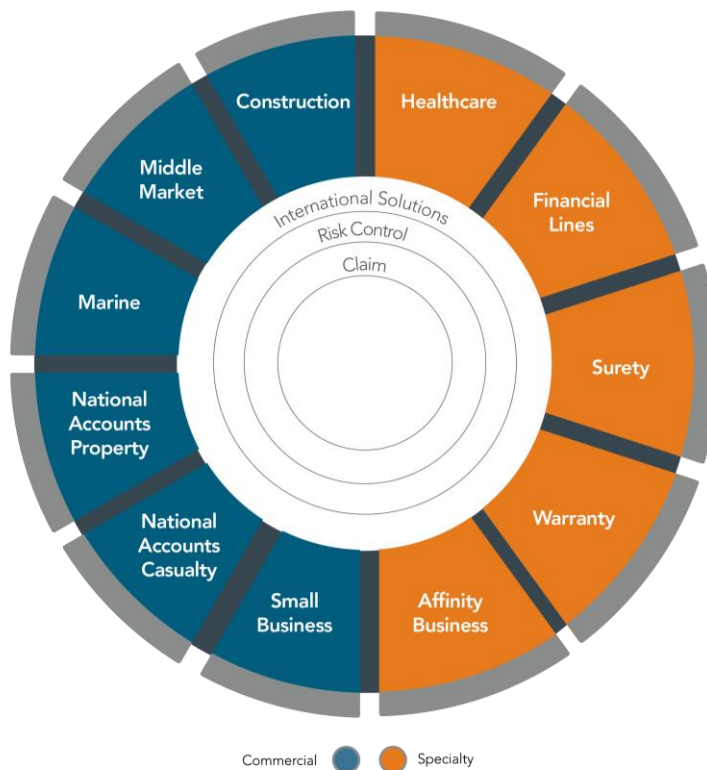 Construction
Healthcare
Middle
Market
Financial
Lines
International Solutions
Risk Control
Claim
Marine
Surety
National
Accounts
Property
Warranty
National
Accounts
Casualty
Small
Business
Affinity
Business
Commercial
Specialty